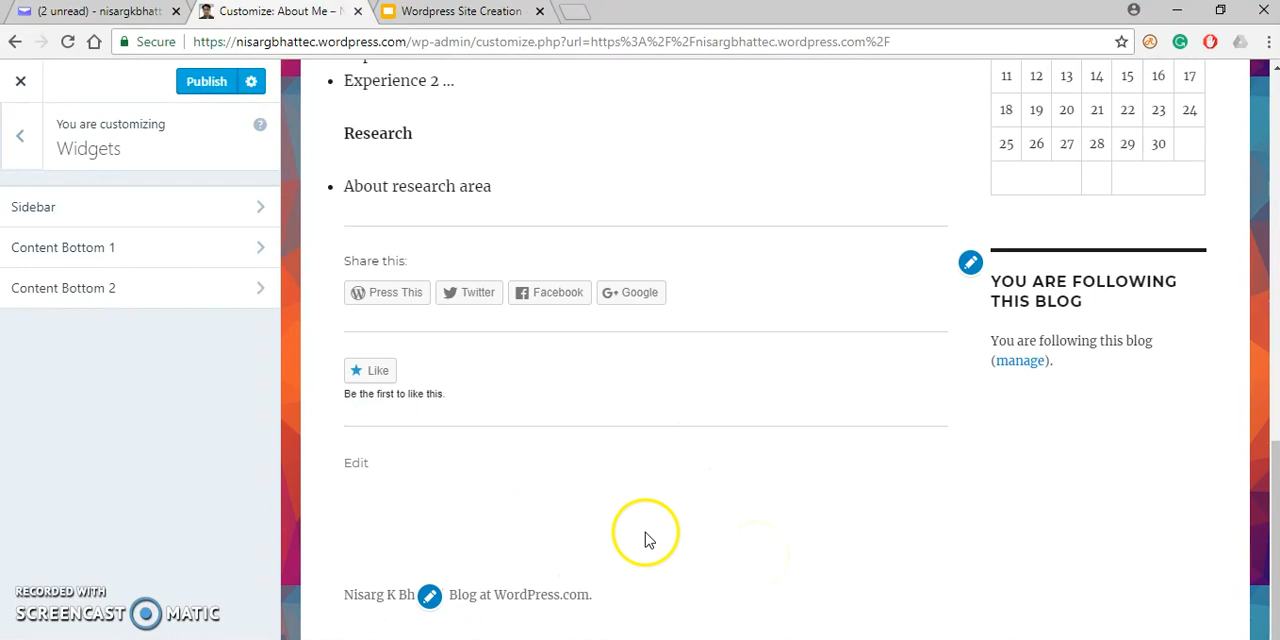 (2 unread) - nisargkbhatt
Customize: About Me – N
Wordpress Site Creation
Secure
https://nisargbhattec.wordpress.com/wp-admin/customize.php?url=https%3A%2F%2Fnisargbhattec.wordpress.com%2F
Publish
You are customizing
Widgets
Sidebar
Content Bottom 1
Content Bottom 2
Experience 2 ...
Research
About research area
Share this:
Press This
Twitter
Facebook
G+ Google
Like
Be the first to like this.
Edit
Nisarg K Bh
Blog at WordPress.com.
11 12 13 14 15 16 17
18 19 20 21 22 23 24
25 26 27 28 29 30
YOU ARE FOLLOWING
THIS BLOG
You are following this blog
(manage).
RECORDED WITH
SCREENCAST MATIC